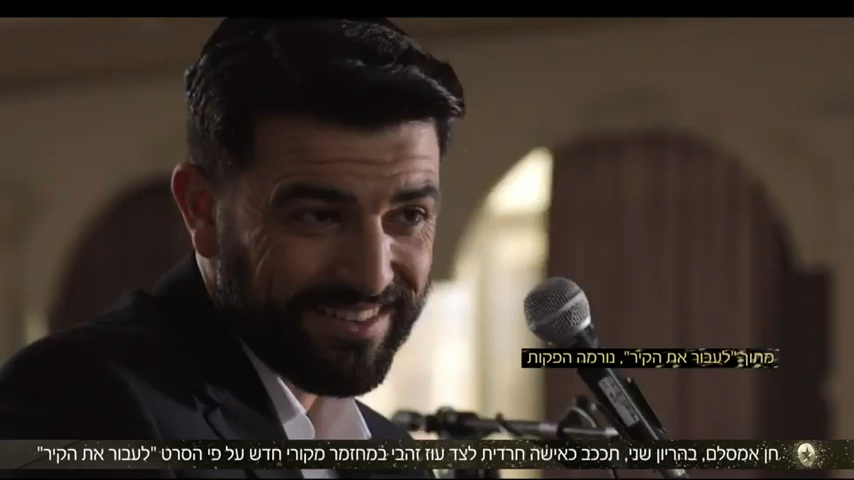 מתוך "לעבור את הקיר", נורמה הפקות
חן אמסלם, בהריון שני, תככב כאישה חרדית לצד עוז זהבי במחזמר מקורי חדש על פי הסרט "לעבור את הקיר"